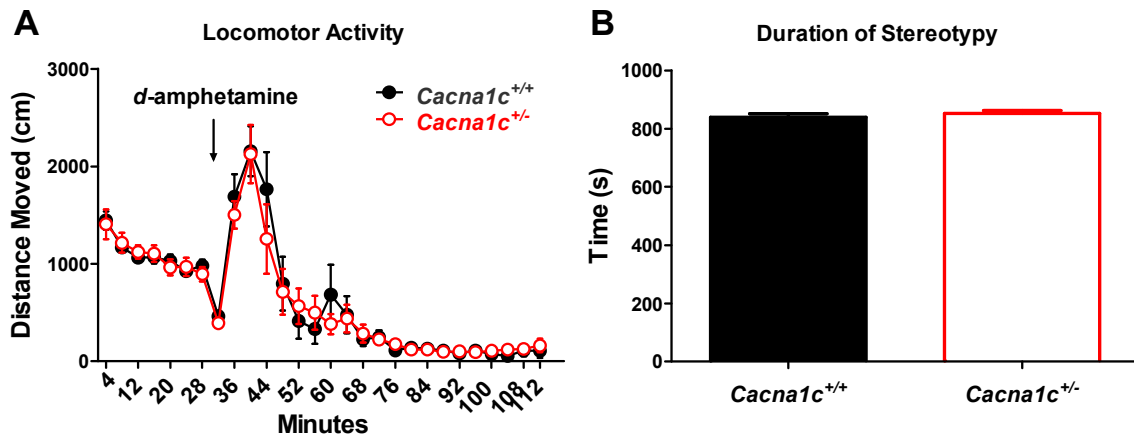 A
Locomotor Activity
3000
2000
1000
0
Distance Moved (cm)
d-amphetamine
Cacna1c+/+
Cacna1c+/-
4
12
20
28
36
44
52
60
68
76
84
92
100
108
112
Minutes
B
Duration of Stereotypy
1000
800
600
400
200
0
Time (s)
Cacna1c+/+
Cacna1c+/-